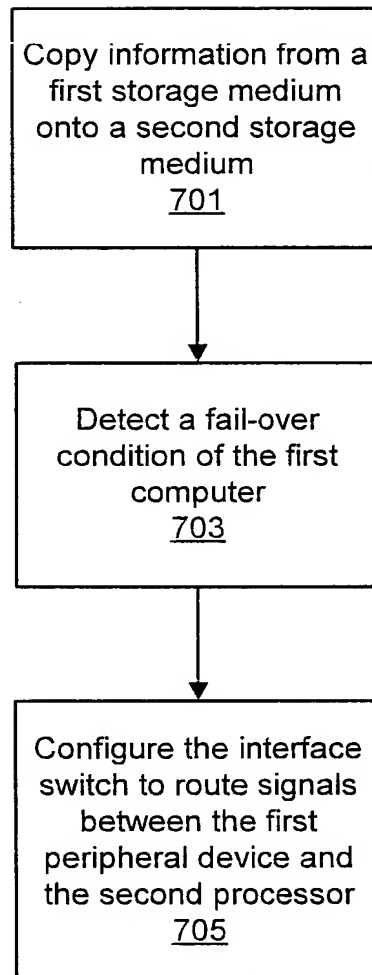 Copy information from a
first storage medium
onto a second storage
medium
701
Detect a fail-over
condition of the first
computer
703
Configure the interface
switch to route signals
between the first
peripheral device and
the second processor
705